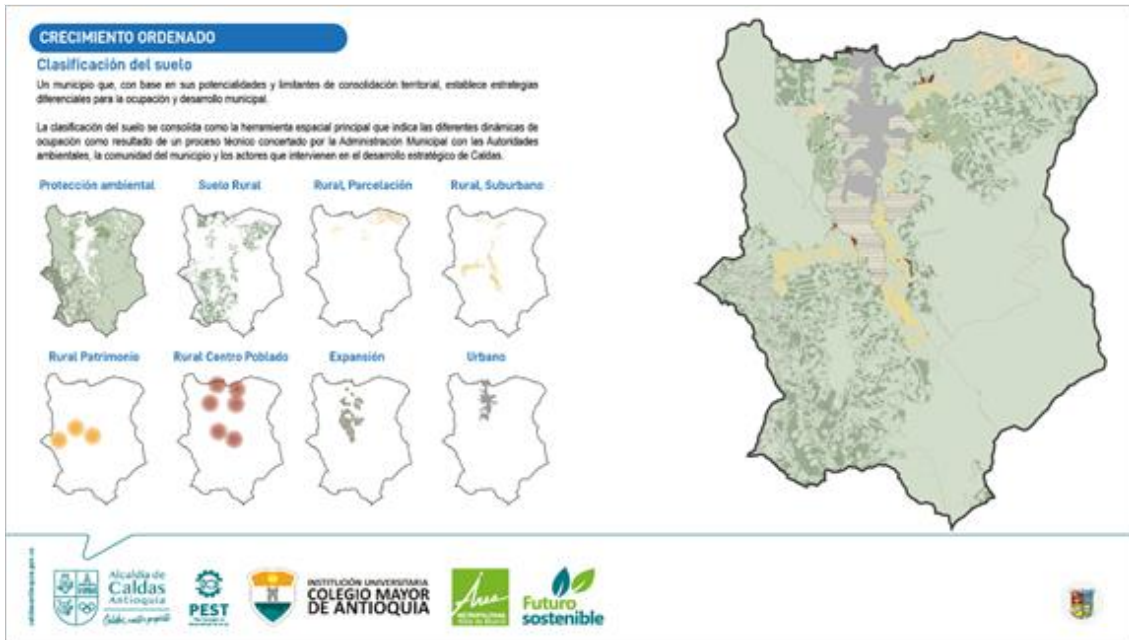 CRECIMIENTO ORDENADO
Clasificación del suelo
Un municipio que, con base en sus potencialidades y limitantes de consolidación territorial, establece estrategias
diferenciales para la ocupación y desarrollo municipal.
La clasificación del suelo se consolida como la herramienta espacial principal que indica las diferentes dinámicas de
ocupación como resultado de un proceso técnico concertado por la Administración Municipal con las Autoridades
ambientales, la comunidad del municipio y los actores que intervienen en el desarrollo estratégico de Caldas.
Protección ambiental
Suelo Rural
Rural, Parcelación
Rural, Suburbano
Rural Patrimonio
Rural Centro Poblado
Expansión
Urbano
Alcaldía de
Caldas
Antioquia
PEST
INSTITUCIÓN UNIVERSITARIA
COLEGIO MAYOR
DE ANTIOQUIA
Área
Futuro
sostenible